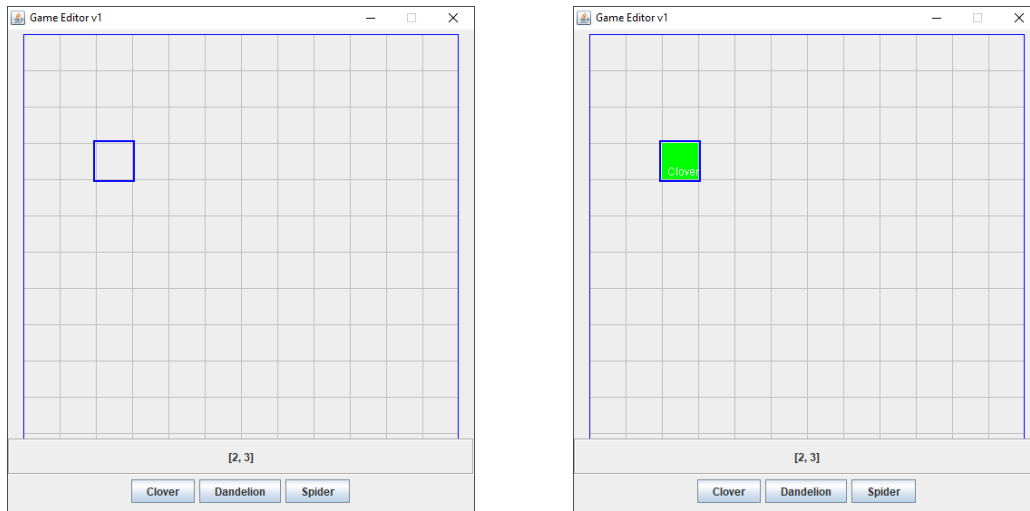 Game Editor v1
[2, 3]
Clover Dandelion Spider
Game Editor v1
Clover
[2, 3]
Clover Dandelion Spider